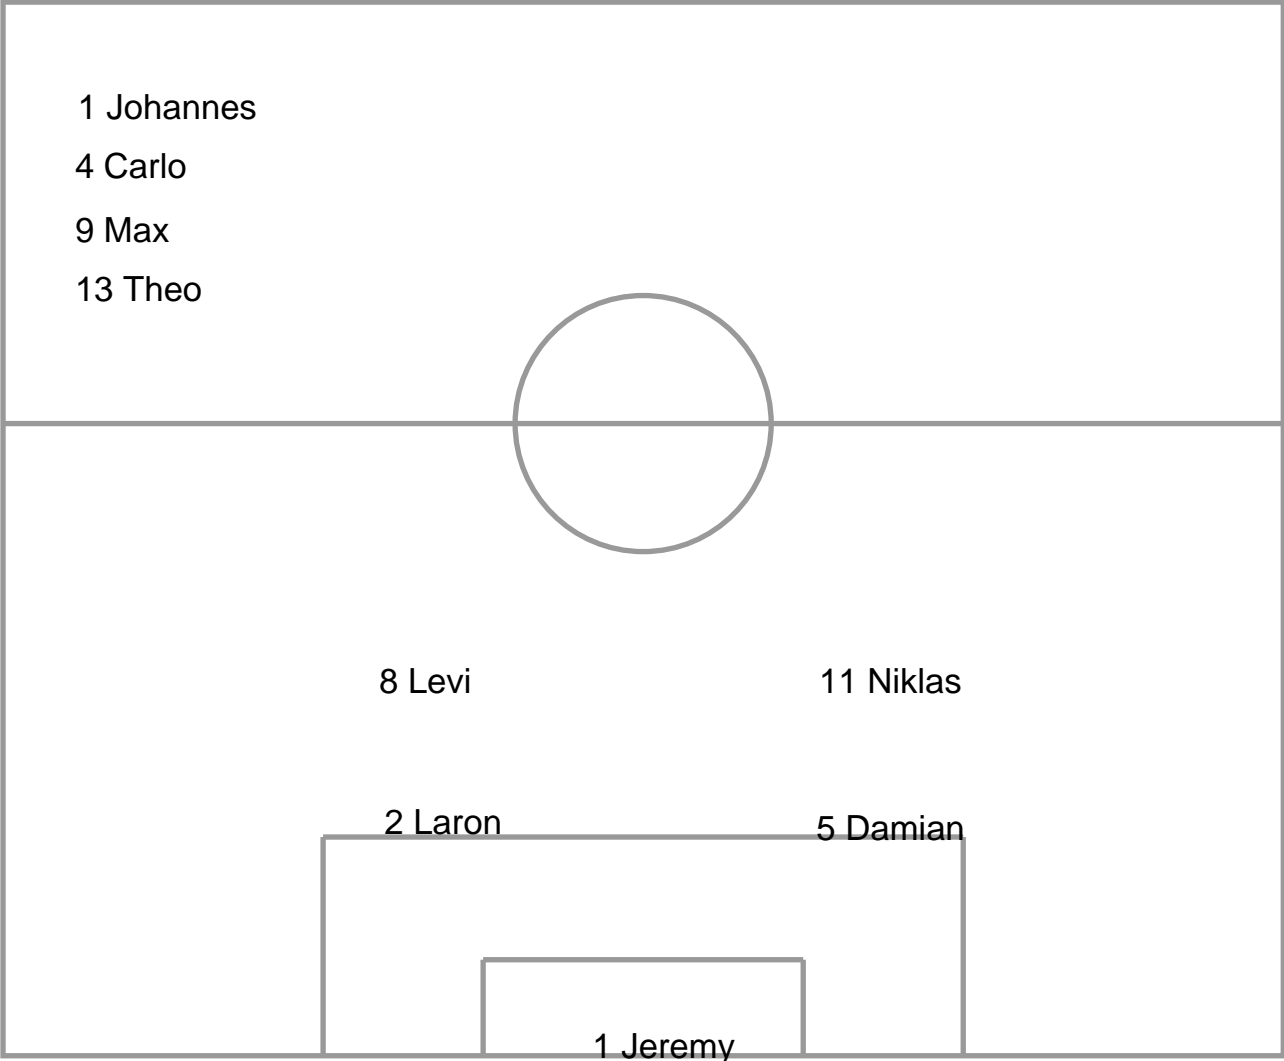 1 Johannes
4 Carlo
9 Max
13 Theo
8 Levi 11 Niklas
2 Laron 5 Damian
1 Jeremy